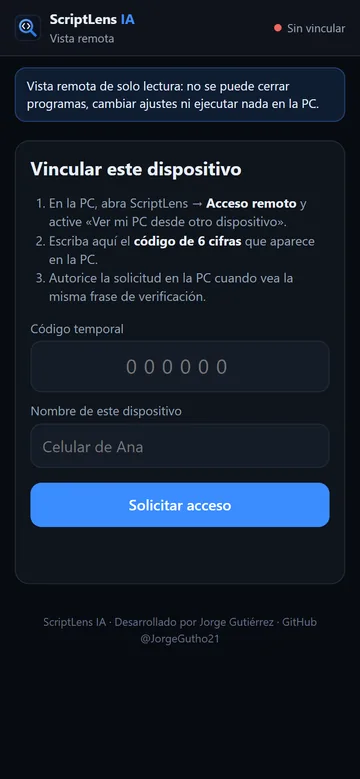 ScriptLens IA
Vista remota
Sin vincular
Vista remota de solo lectura: no se puede cerrar
programas, cambiar ajustes ni ejecutar nada en la PC.
Vincular este dispositivo
1. En la PC, abra ScriptLens → Acceso remoto y
active «Ver mi PC desde otro dispositivo».
2. Escriba aquí el código de 6 cifras que aparece
en la PC.
3. Autorice la solicitud en la PC cuando vea la
misma frase de verificación.
Código temporal
000000
Nombre de este dispositivo
Celular de Ana
Solicitar acceso
ScriptLens IA · Desarrollado por Jorge Gutiérrez · GitHub
@JorgeGutho21